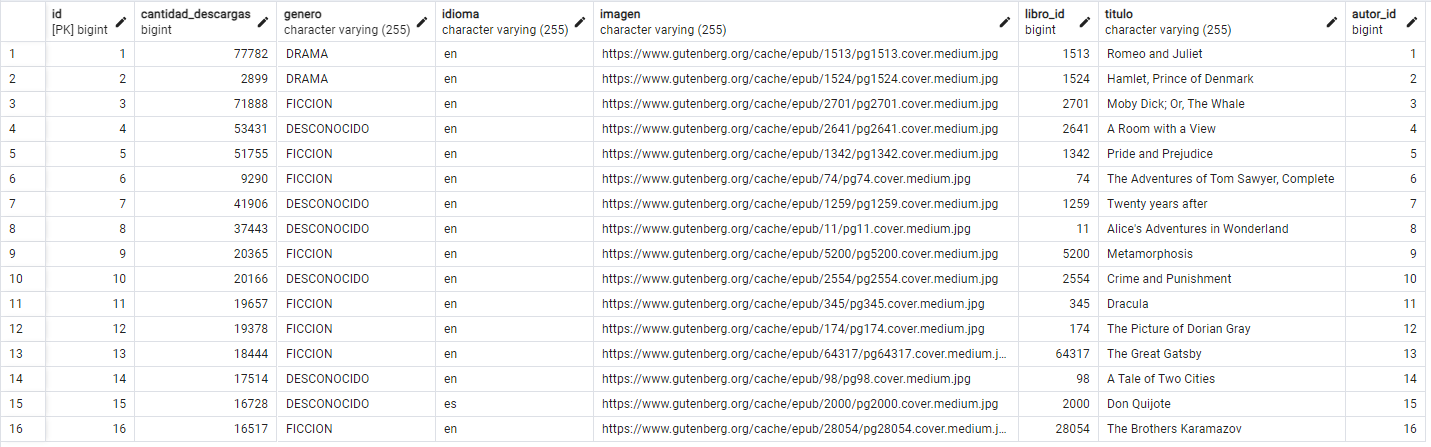 id cantidad_descargas genero idioma imagen libro_id titulo autor_id
[PK] bigint bigint character varying (255) character varying (255) character varying (255) bigint character varying (255) bigint
1 1 77782 DRAMA en https://www.gutenberg.org/cache/epub/1513/pg1513.cover.medium.jpg 1513 Romeo and Juliet 1
2 2 2899 DRAMA en https://www.gutenberg.org/cache/epub/1524/pg1524.cover.medium.jpg 1524 Hamlet, Prince of Denmark 2
3 3 71888 FICCION en https://www.gutenberg.org/cache/epub/2701/pg2701.cover.medium.jpg 2701 Moby Dick; Or, The Whale 3
4 4 53431 DESCONOCIDO en https://www.gutenberg.org/cache/epub/2641/pg2641.cover.medium.jpg 2641 A Room with a View 4
5 5 51755 FICCION en https://www.gutenberg.org/cache/epub/1342/pg1342.cover.medium.jpg 1342 Pride and Prejudice 5
6 6 9290 FICCION en https://www.gutenberg.org/cache/epub/74/pg74.cover.medium.jpg 74 The Adventures of Tom Sawyer, Complete 6
7 7 41906 DESCONOCIDO en https://www.gutenberg.org/cache/epub/1259/pg1259.cover.medium.jpg 1259 Twenty years after 7
8 8 37443 DESCONOCIDO en https://www.gutenberg.org/cache/epub/11/pg11.cover.medium.jpg 11 Alice's Adventures in Wonderland 8
9 9 20365 FICCION en https://www.gutenberg.org/cache/epub/5200/pg5200.cover.medium.jpg 5200 Metamorphosis 9
10 10 20166 DESCONOCIDO en https://www.gutenberg.org/cache/epub/2554/pg2554.cover.medium.jpg 2554 Crime and Punishment 10
11 11 19657 FICCION en https://www.gutenberg.org/cache/epub/345/pg345.cover.medium.jpg 345 Dracula 11
12 12 19378 FICCION en https://www.gutenberg.org/cache/epub/174/pg174.cover.medium.jpg 174 The Picture of Dorian Gray 12
13 13 18444 FICCION en https://www.gutenberg.org/cache/epub/64317/pg64317.cover.medium.j... 64317 The Great Gatsby 13
14 14 17514 DESCONOCIDO en https://www.gutenberg.org/cache/epub/98/pg98.cover.medium.jpg 98 A Tale of Two Cities 14
15 15 16728 DESCONOCIDO es https://www.gutenberg.org/cache/epub/2000/pg2000.cover.medium.jpg 2000 Don Quijote 15
16 16 16517 FICCION en https://www.gutenberg.org/cache/epub/28054/pg28054.cover.medium.j... 28054 The Brothers Karamazov 16